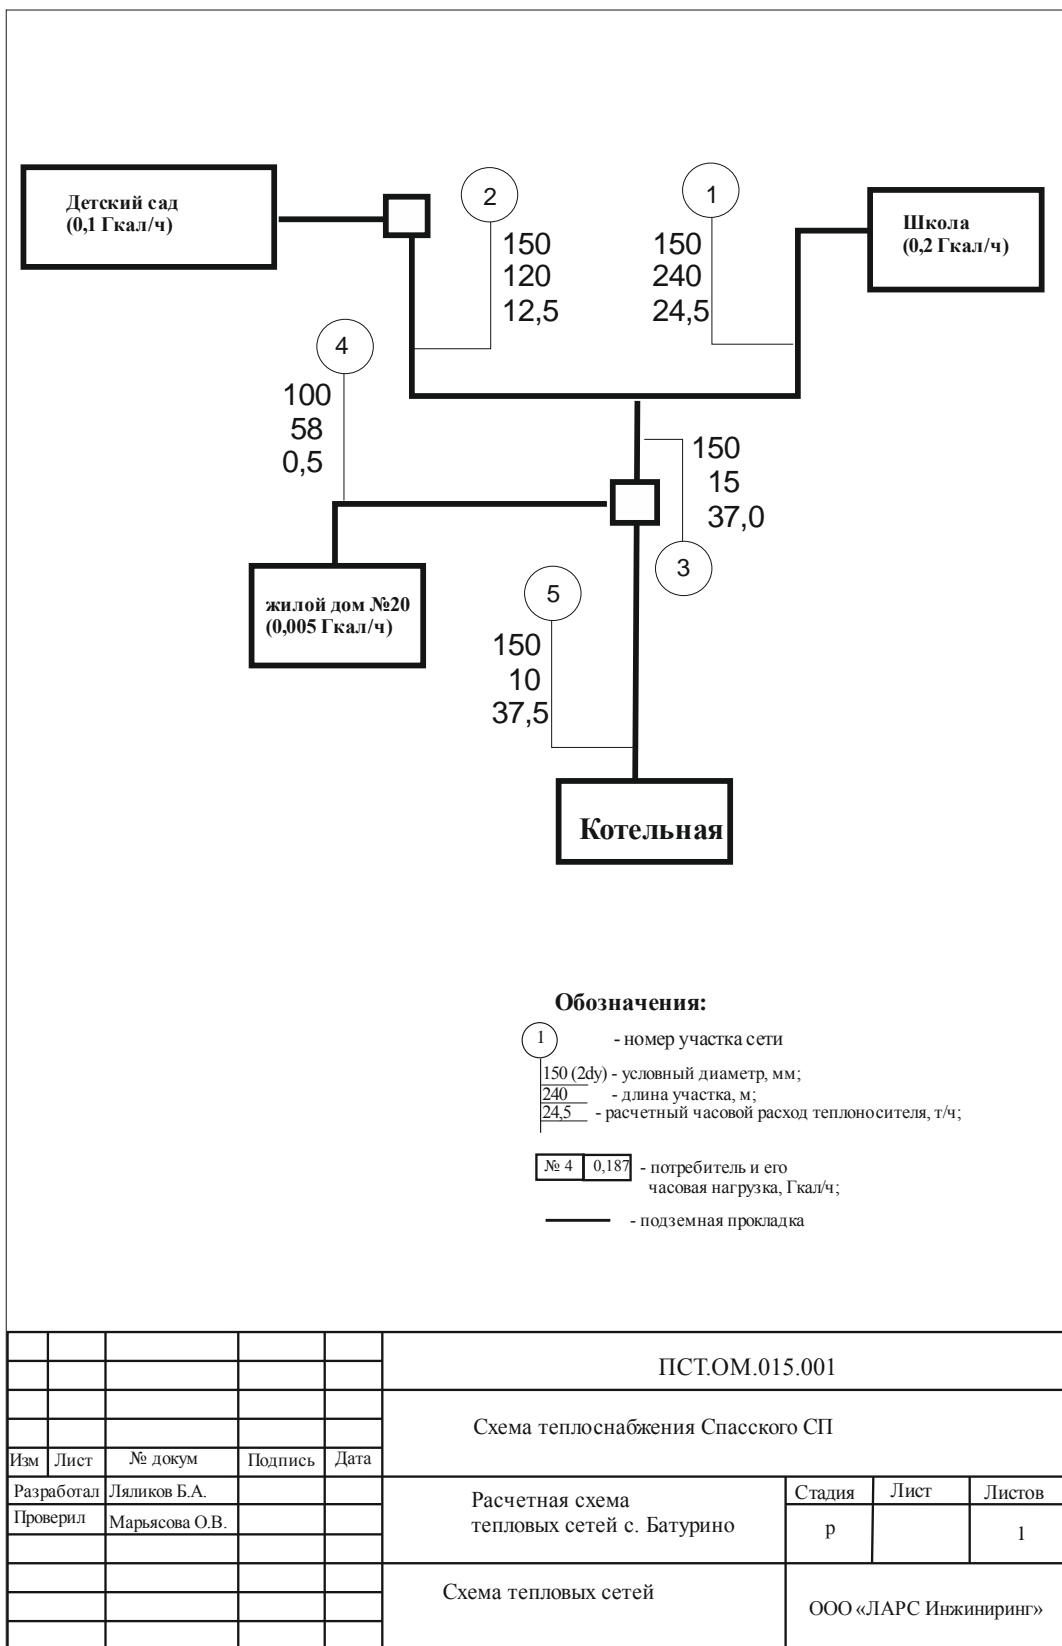 Детский сад
(0,1 Гкал/ч)
2
150
120
12,5
1
150
240
24,5
Школа
(0,2 Гкал/ч)
4
100
58
0,5
150
15
37,0
3
жилой дом №20
(0,005 Гкал/ч)
5
150
10
37,5
Котельная
Обозначения:
1 - номер участка сети
150 (2dy) - условный диаметр, мм;
240 - длина участка, м;
24,5 - расчетный часовой расход теплоносителя, т/ч;
№ 4 0,187 - потребитель и его
часовая нагрузка, Гкал/ч;
- подземная прокладка
ПСТ.ОМ.015.001
Схема теплоснабжения Спасского СП
Изм Лист № докум Подпись Дата
Разработал Ляликов Б.А.
Проверил Марьясова О.В.
Расчетная схема
тепловых сетей с. Батурино
Стадия Лист Листов
р 1
Схема тепловых сетей
ООО «ЛАРС Инжиниринг»